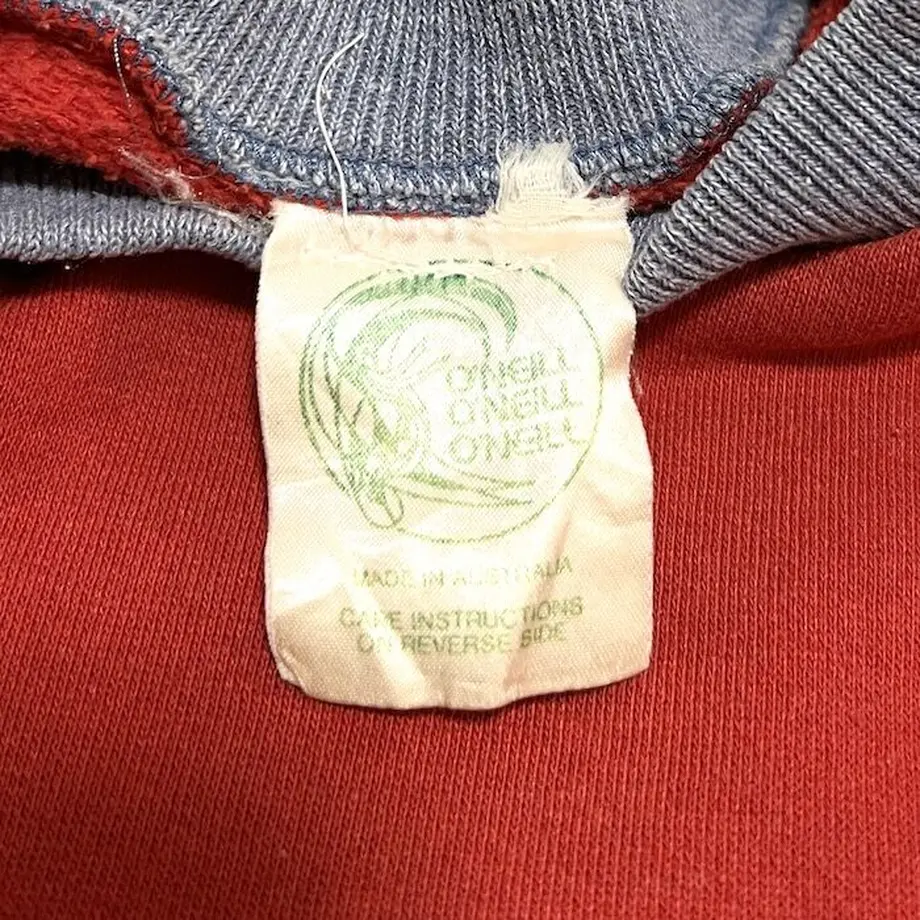 O'NEILL
O'NEILL
O'NEILL
MADE IN AUSTRALIA
CARE INSTRUCTIONS
ON REVERSE SIDE